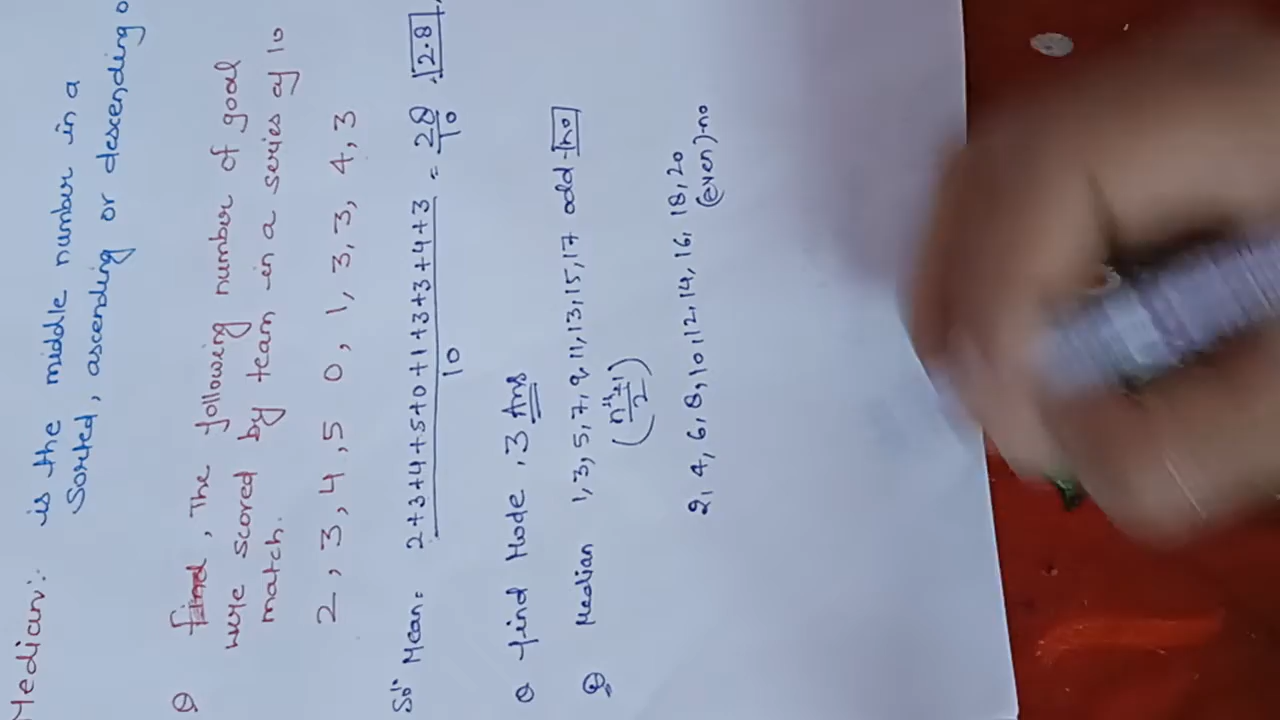 Median: is the middle number in a
Sorted, ascending or descending
Q find, The following number of goal
were scored by team in a series of 10
match.
2, 3, 4, 5 0, 1, 3, 3, 4, 3
Soln Mean = 2+3+4+5+0+1+3+3+4+3 / 10 = 28/10 2.8
Q find Mode, 3 Ans
Q Median 1, 3, 5, 7, 9, 11, 13, 15, 17 odd-no
(nth+1 / 2)
2, 4, 6, 8, 10, 12, 14, 16, 18, 20
(even)-no